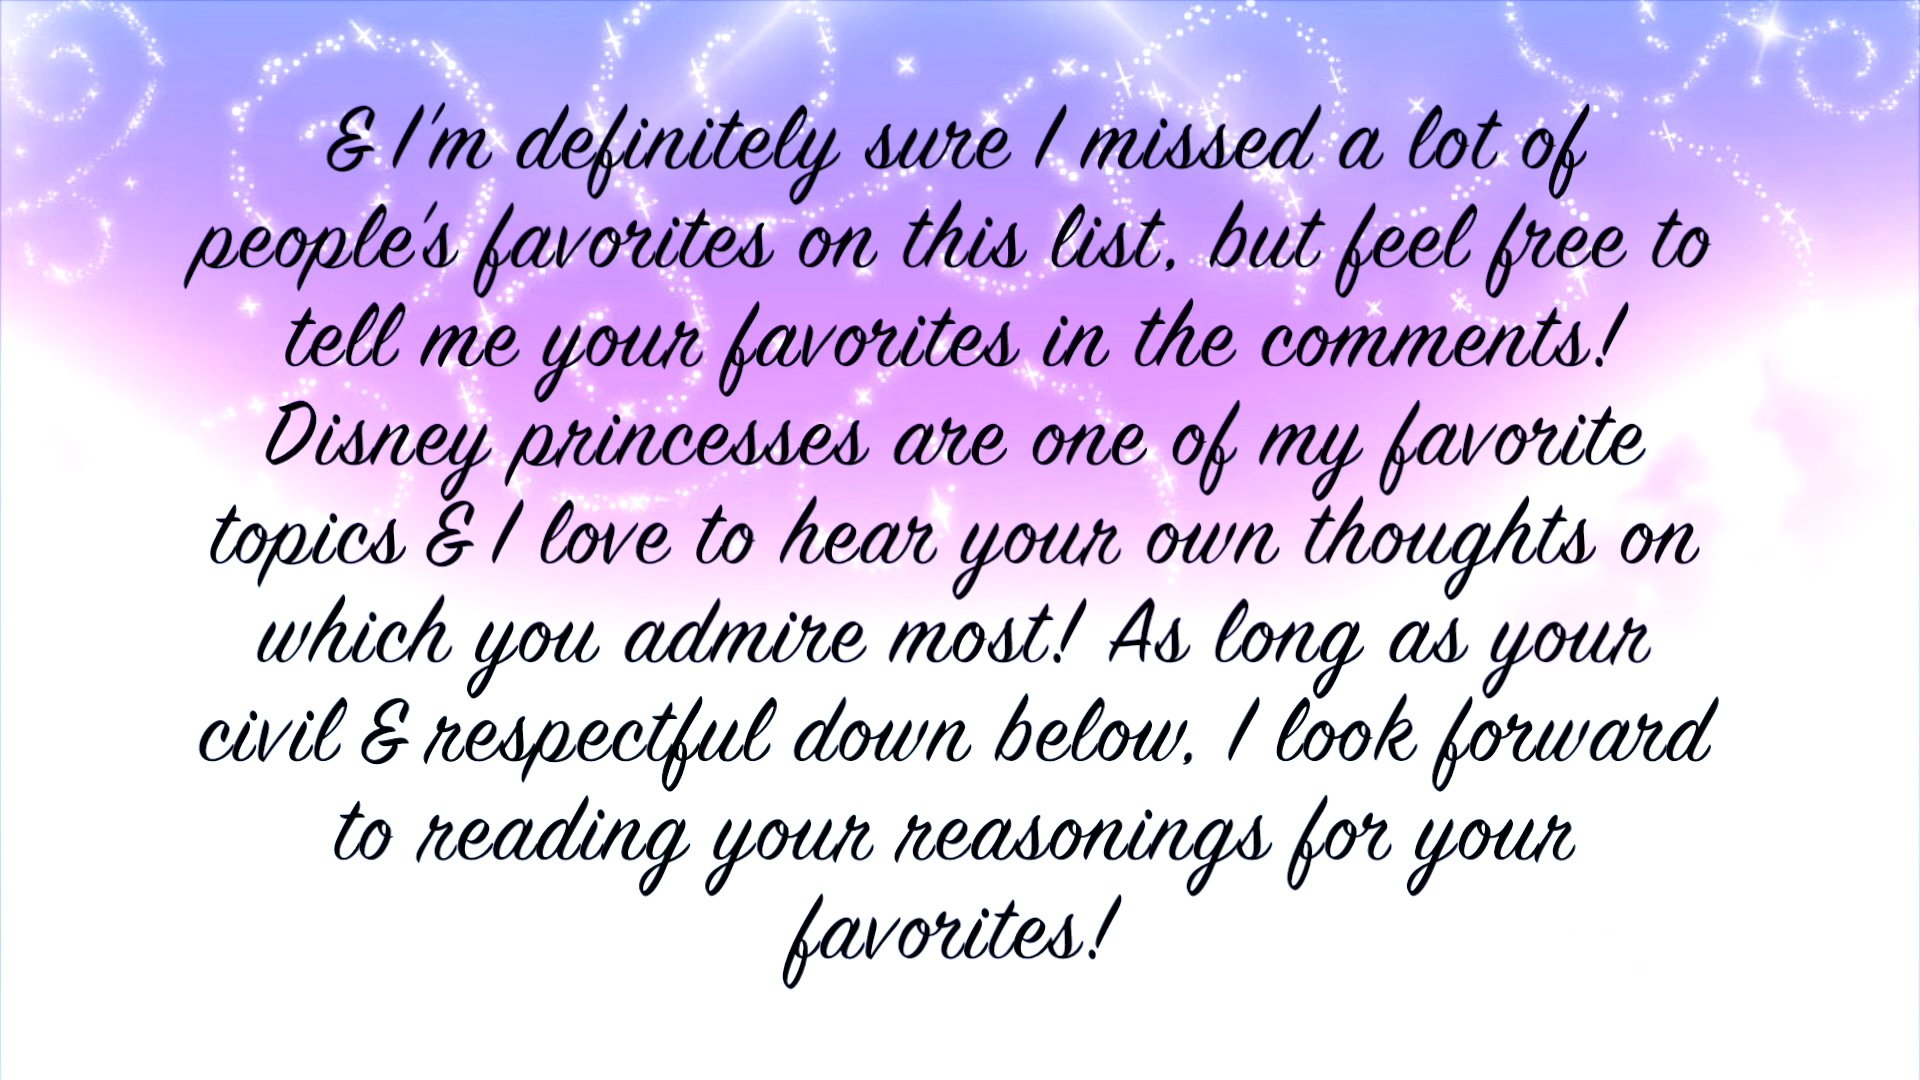 & I'm definitely sure I missed a lot of
people's favorites on this list, but feel free to
tell me your favorites in the comments!
Disney princesses are one of my favorite
topics & I love to hear your own thoughts on
which you admire most! As long as your
civil & respectful down below, I look forward
to reading your reasonings for your
favorites!